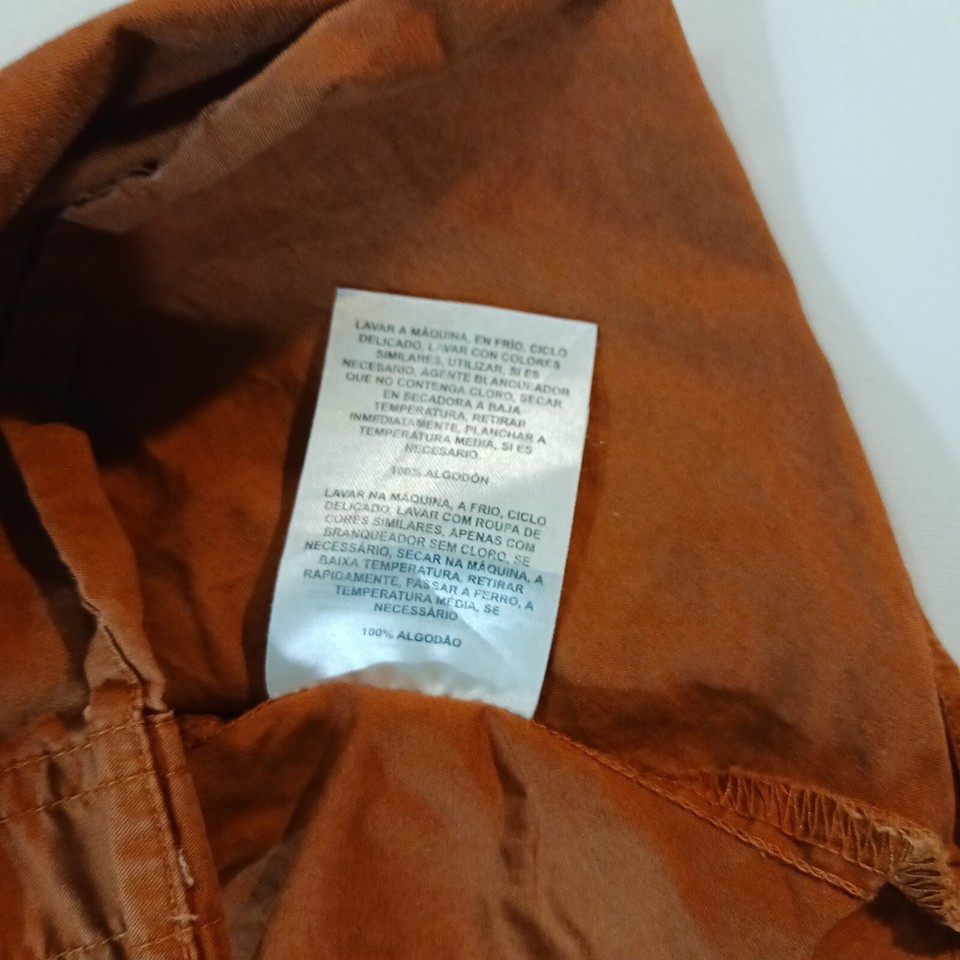 LAVAR A MÁQUINA, EN FRÍO, CICLO
DELICADO, LAVAR CON COLORES
SIMILARES, UTILIZAR, SI ES
NECESARIO, AGENTE BLANQUEADOR
QUE NO CONTENGA CLORO, SECAR
EN SECADORA A BAJA
TEMPERATURA, RETIRAR
INMEDIATAMENTE, PLANCHAR A
TEMPERATURA MEDIA, SI ES
NECESARIO.
100% ALGODÓN
LAVAR NA MÁQUINA, A FRIO, CICLO
DELICADO, LAVAR COM ROUPA DE
CORES SIMILARES, APENAS COM
BRANQUEADOR SEM CLORO, SE
NECESSÁRIO, SECAR NA MÁQUINA, A
BAIXA TEMPERATURA. RETIRAR
RAPIDAMENTE, PASSAR A FERRO, A
TEMPERATURA MÉDIA, SE
NECESSÁRIO
100% ALGODÃO